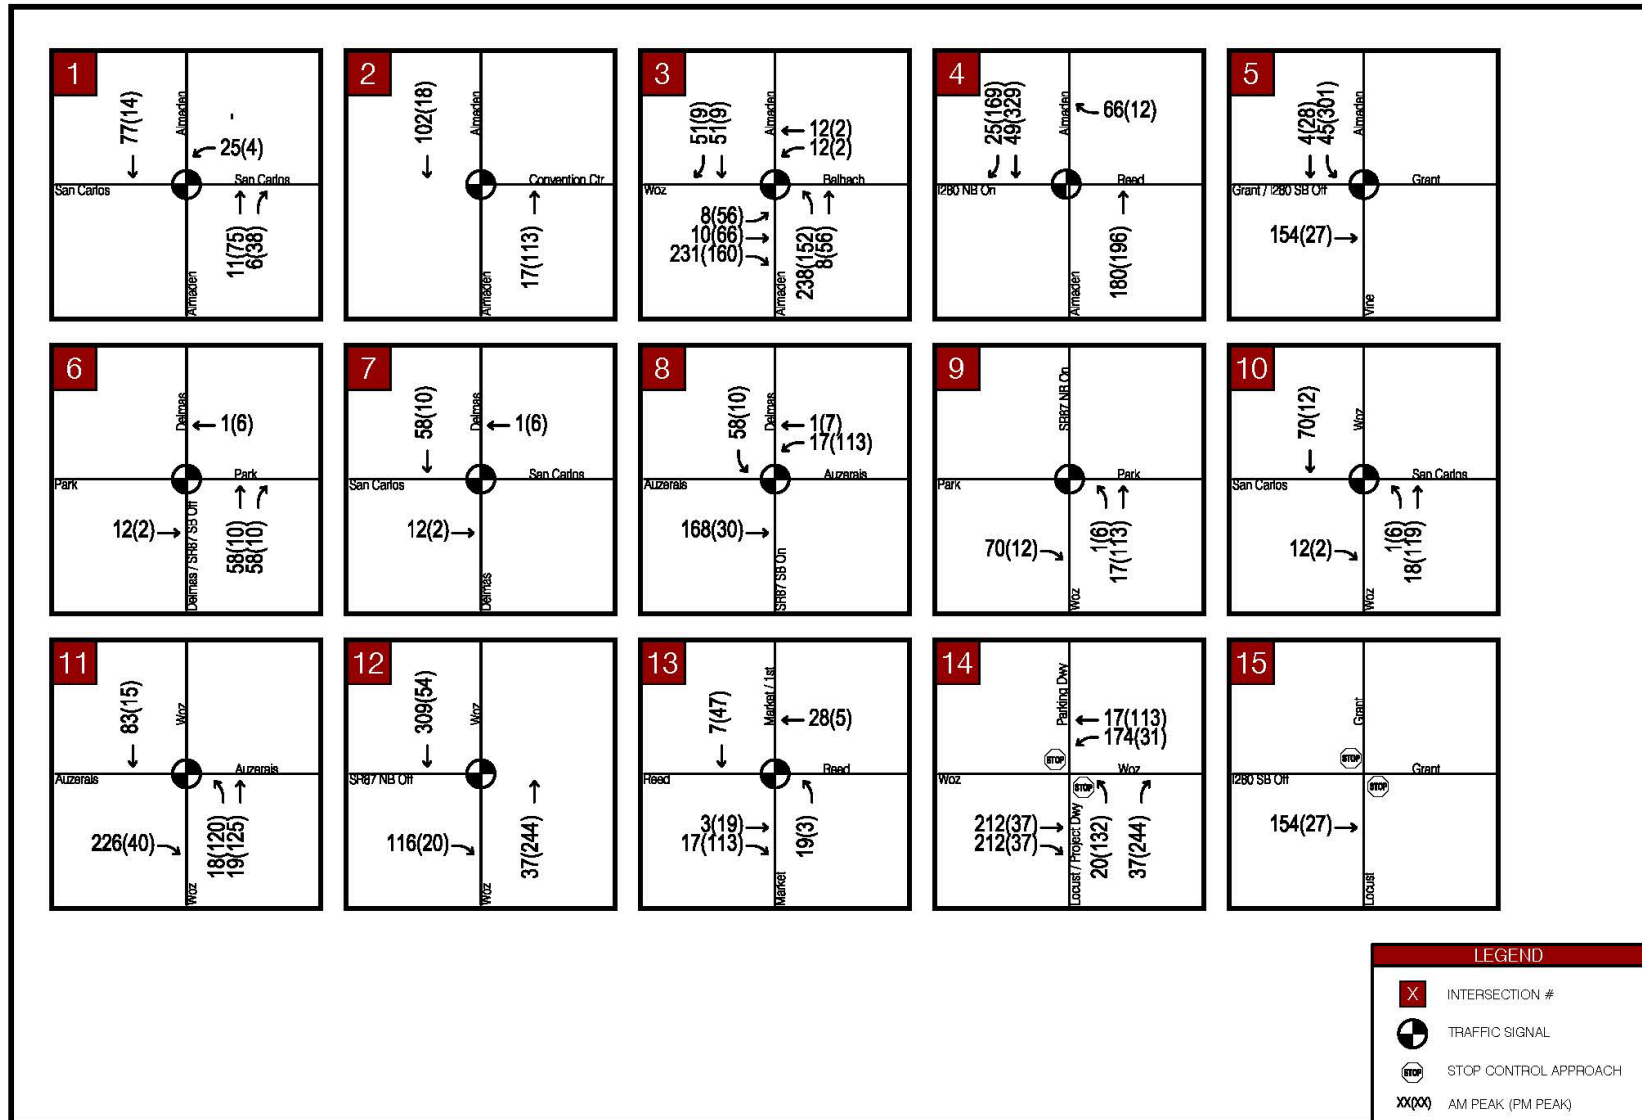 1
77(14)
Almaden
25(4)
San Carlos
San Carlos
11(75)
6(38)
Almaden
2
102(18)
Almaden
Convention Ctr
17(113)
Almaden
3
51(9)
51(9)
Almaden
12(2)
12(2)
Woz
Balbach
8(56)
10(66)
231(160)
238(152)
8(56)
Almaden
4
25(169)
49(329)
Almaden
66(12)
I280 NB On
Reed
180(196)
Almaden
5
4(28)
45(301)
Almaden
Grant / I280 SB Off
Grant
154(27)
Vine
6
Delmas
1(6)
Park
Park
12(2)
Delmas / SR87 SB Off
58(10)
58(10)
7
58(10)
Delmas
1(6)
San Carlos
San Carlos
12(2)
Delmas
8
58(10)
Delmas
1(7)
17(113)
Auzerais
Auzerais
168(30)
SR87 SB On
9
SR87 NB On
Park
Park
70(12)
1(6)
17(113)
Woz
10
70(12)
Woz
San Carlos
San Carlos
12(2)
1(6)
18(119)
Woz
11
83(15)
Woz
Auzerais
Auzerais
226(40)
18(120)
19(125)
Woz
12
309(54)
Woz
SR87 NB Off
116(20)
37(244)
Woz
13
7(47)
Market / 1st
28(5)
Reed
Reed
3(19)
17(113)
19(3)
Market
14
Parking Dwy
17(113)
174(31)
STOP
Woz
Woz
STOP
212(37)
212(37)
Locust / Project Dwy
20(132)
37(244)
15
Grant
STOP
I280 SB Off
Grant
STOP
154(27)
Locust
LEGEND
X INTERSECTION #
TRAFFIC SIGNAL
STOP STOP CONTROL APPROACH
XX(XX) AM PEAK (PM PEAK)